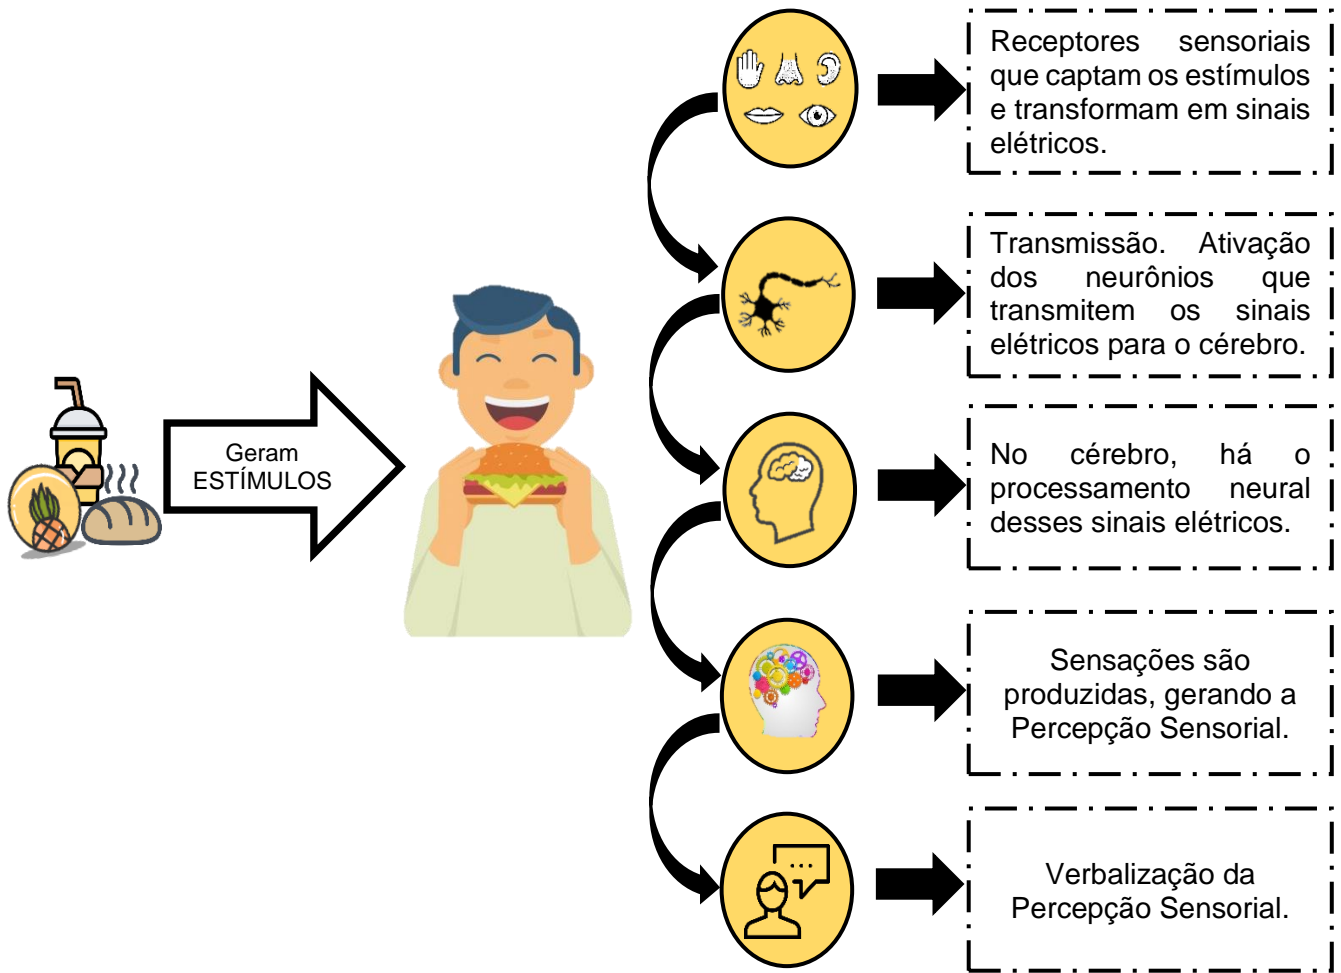 Geram
ESTÍMULOS
Receptores sensoriais
que captam os estímulos
e transformam em sinais
elétricos.
Transmissão. Ativação
dos neurônios que
transmitem os sinais
elétricos para o cérebro.
No cérebro, há o
processamento neural
desses sinais elétricos.
Sensações são
produzidas, gerando a
Percepção Sensorial.
Verbalização da
Percepção Sensorial.